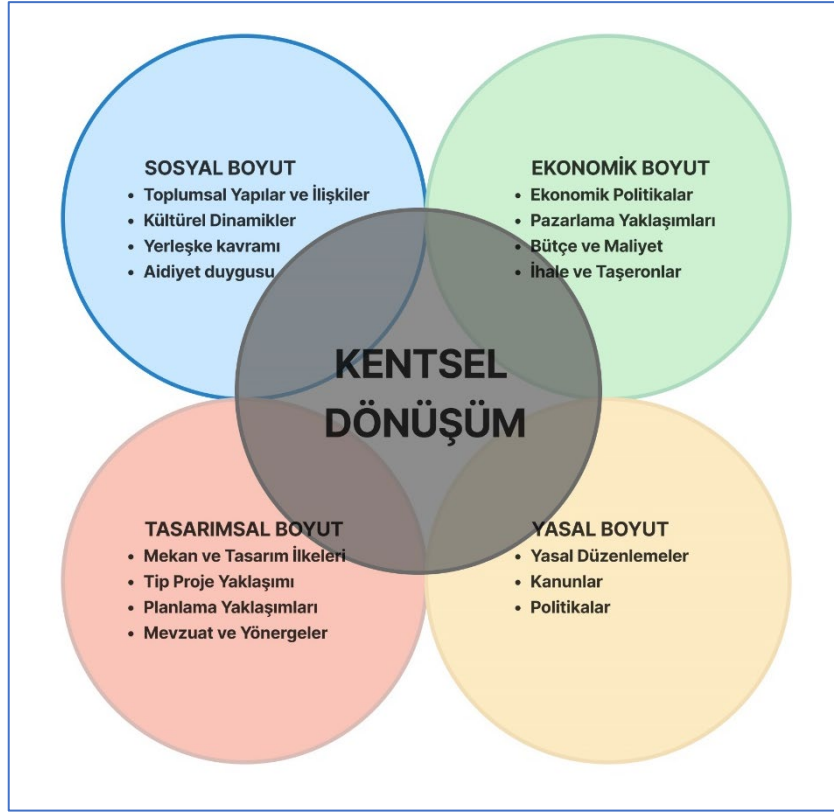 SOSYAL BOYUT
• Toplumsal Yapılar ve İlişkiler
• Kültürel Dinamikler
• Yerleşke kavramı
• Aidiyet duygusu
EKONOMİK BOYUT
• Ekonomik Politikalar
• Pazarlama Yaklaşımları
• Bütçe ve Maliyet
• İhale ve Taşeronlar
KENTSEL
DÖNÜŞÜM
TASARIMSAL BOYUT
• Mekan ve Tasarım İlkeleri
• Tip Proje Yaklaşımı
• Planlama Yaklaşımları
• Mevzuat ve Yönergeler
YASAL BOYUT
• Yasal Düzenlemeler
• Kanunlar
• Politikalar